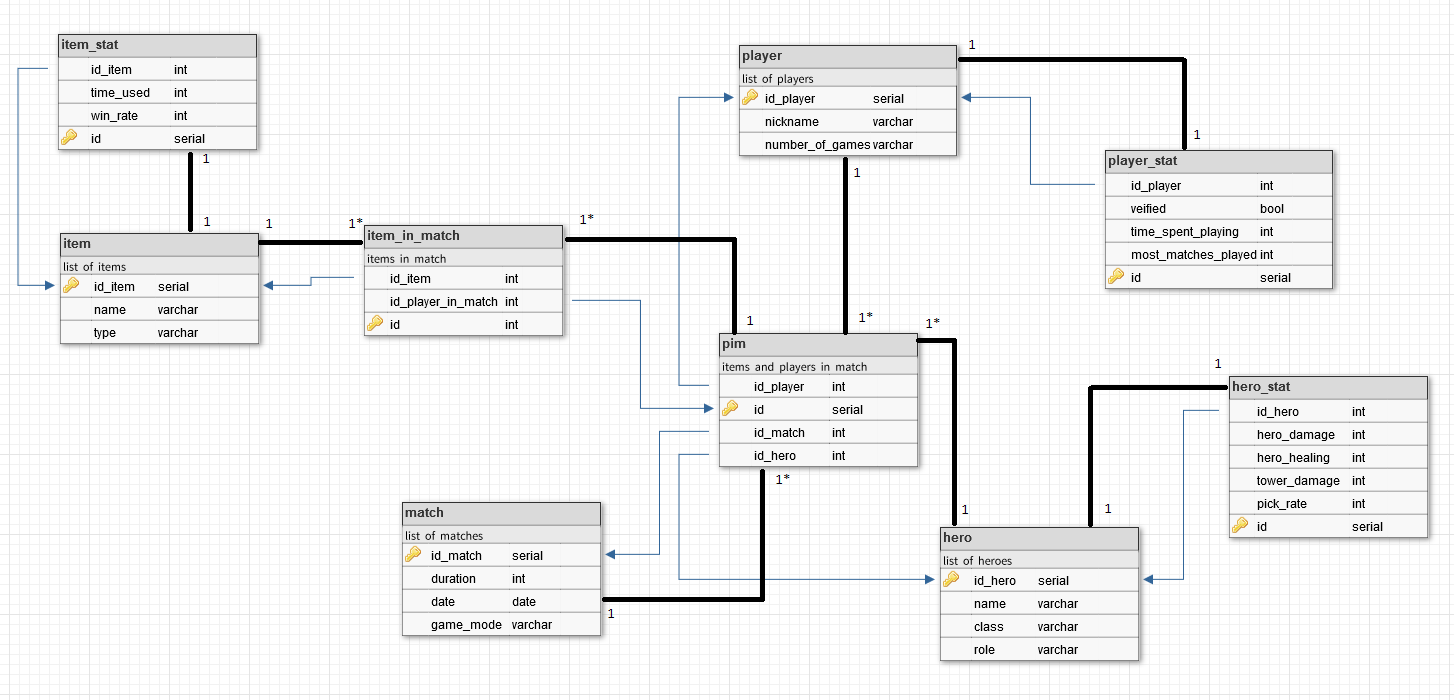 item_stat
id_item int
time_used int
win_rate int
id serial
1
1
item
list of items
id_item serial
name varchar
type varchar
1
1*
item_in_match
items in match
id_item int
id_player_in_match int
id int
1*
1
player
list of players
id_player serial
nickname varchar
number_of_games varchar
1
1
player_stat
id_player int
veified bool
time_spent_playing int
most_matches_played int
id serial
1
1*
pim
items and players in match
id_player int
id serial
id_match int
id_hero int
1*
1
1*
1
match
list of matches
id_match serial
duration int
date date
game_mode varchar
hero
list of heroes
id_hero serial
name varchar
class varchar
role varchar
1
1
hero_stat
id_hero int
hero_damage int
hero_healing int
tower_damage int
pick_rate int
id serial